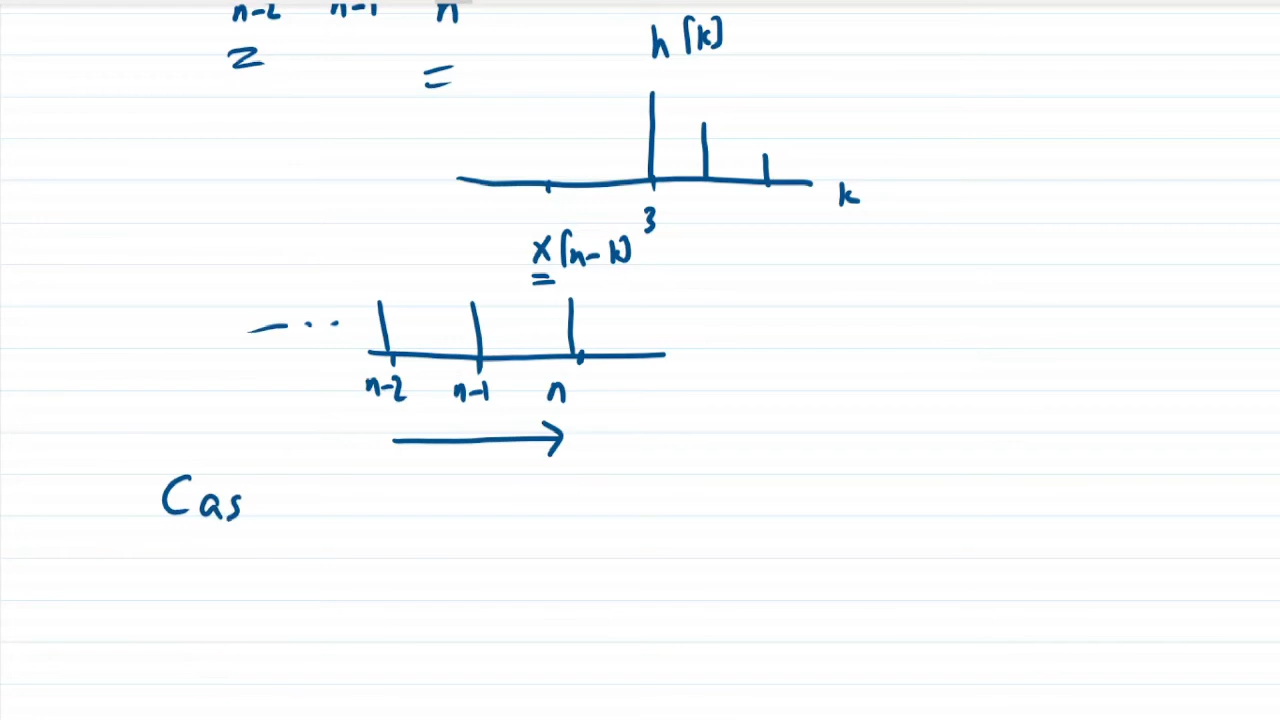 n-2 n-1 n
=
h[k]
k
3
x[n-k]
n-2 n-1 n
Cas